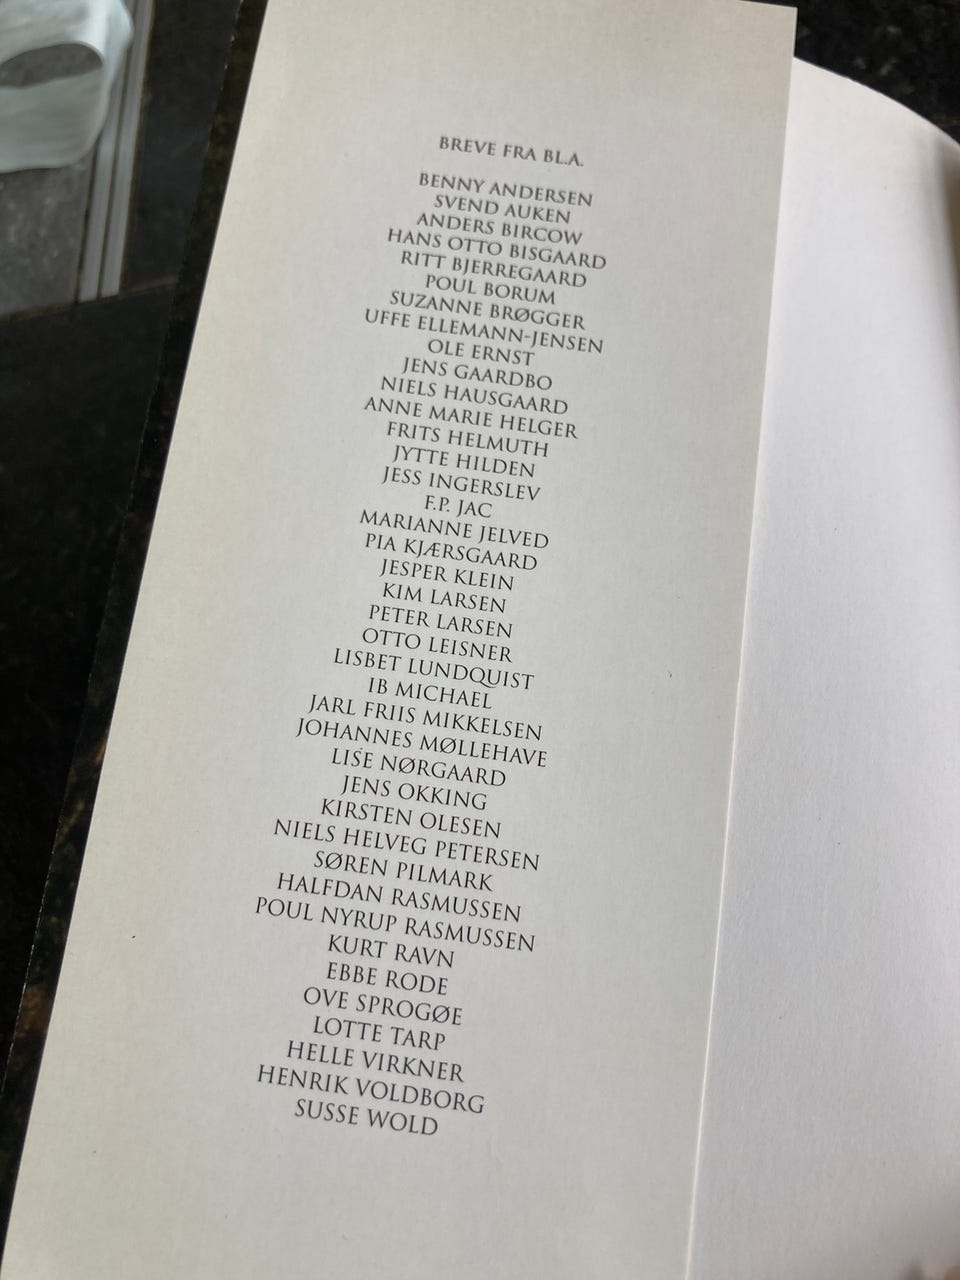 BREVE FRA BL.A.
BENNY ANDERSEN
SVEND AUKEN
ANDERS BIRCOW
HANS OTTO BISGAARD
RITT BJERREGAARD
POUL BORUM
SUZANNE BRØGGER
UFFE ELLEMANN-JENSEN
OLE ERNST
JENS GAARDBO
NIELS HAUSGAARD
ANNE MARIE HELGER
FRITS HELMUTH
JYTTE HILDEN
JESS INGERSLEV
F.P. JAC
MARIANNE JELVED
PIA KJÆRSGAARD
JESPER KLEIN
KIM LARSEN
PETER LARSEN
OTTO LEISNER
LISBET LUNDQUIST
IB MICHAEL
JARL FRIIS MIKKELSEN
JOHANNES MØLLEHAVE
LISE NØRGAARD
JENS OKKING
KIRSTEN OLESEN
NIELS HELVEG PETERSEN
SØREN PILMARK
HALFDAN RASMUSSEN
POUL NYRUP RASMUSSEN
KURT RAVN
EBBE RODE
OVE SPROGØE
LOTTE TARP
HELLE VIRKNER
HENRIK VOLDBORG
SUSSE WOLD